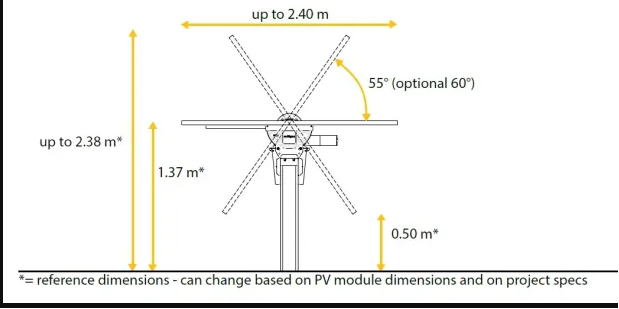 up to 2.40 m
55° (optional 60°)
up to 2.38 m*
1.37 m*
0.50 m*
*= reference dimensions - can change based on PV module dimensions and on project specs